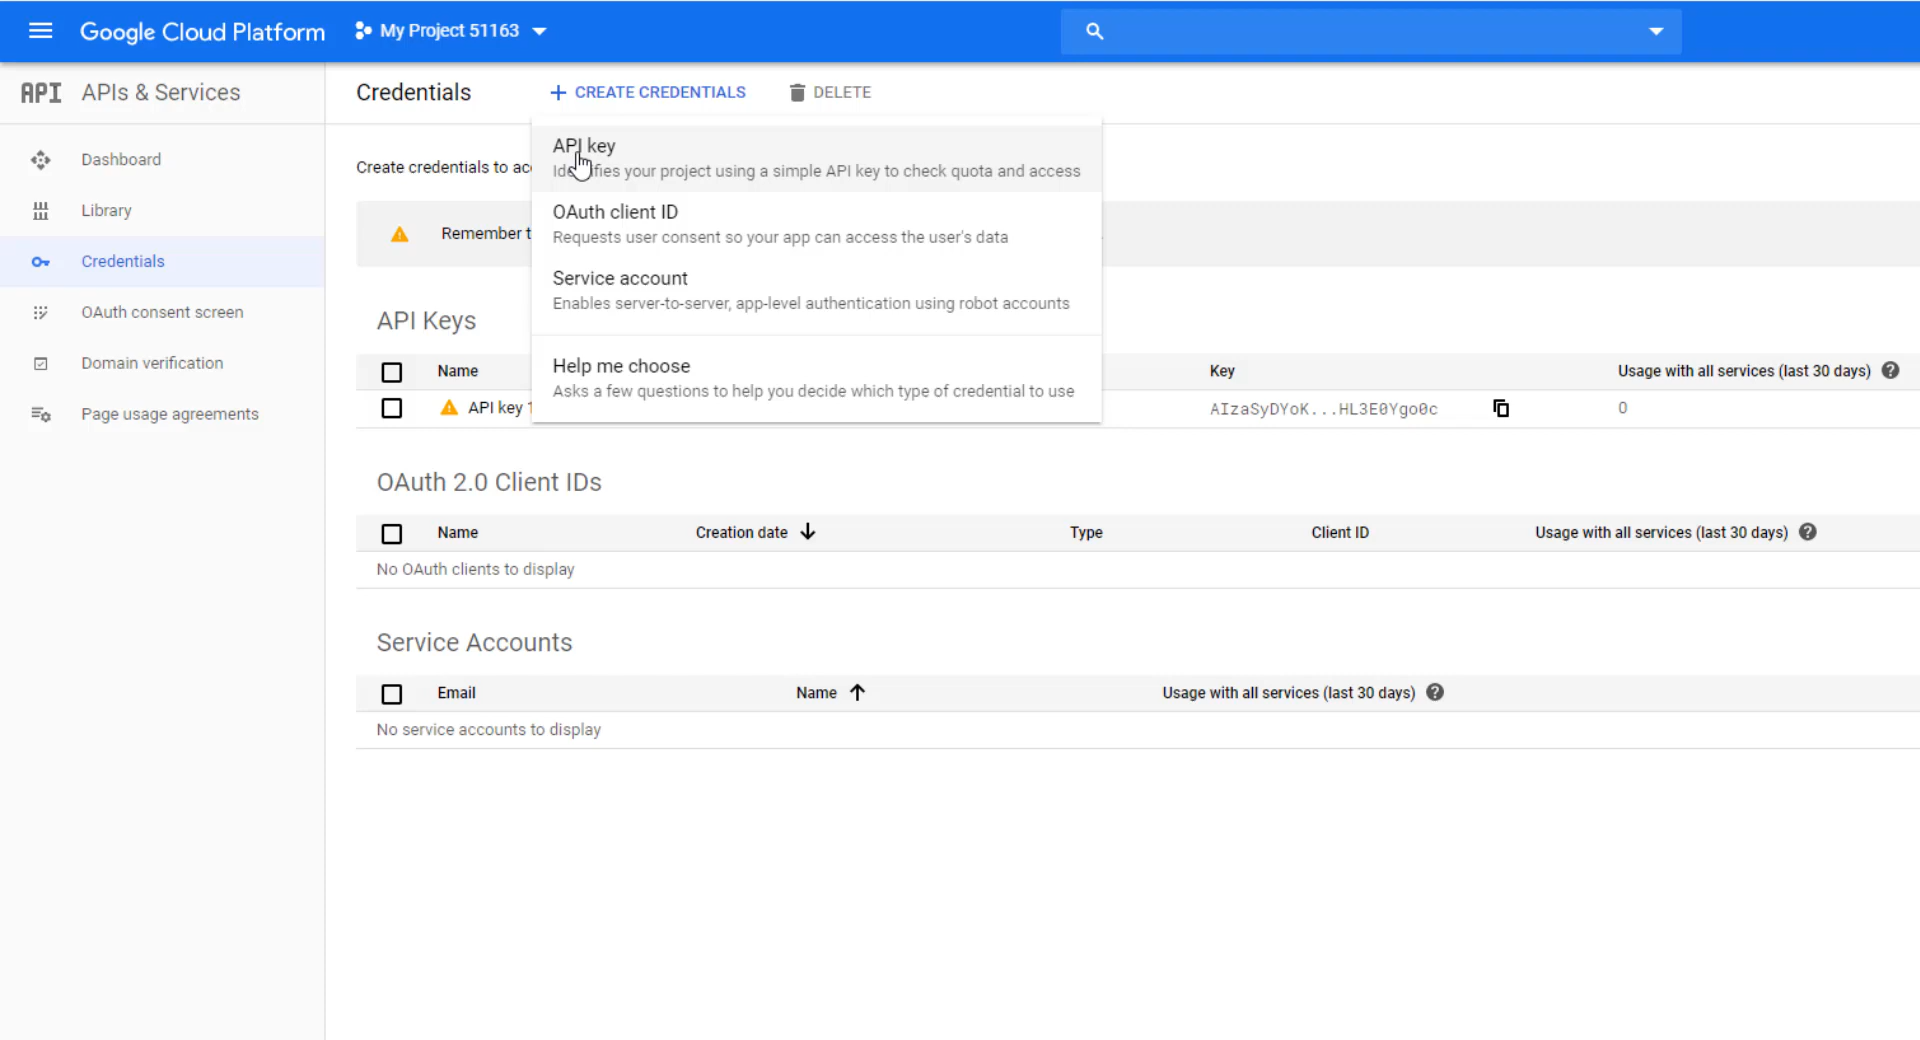 Google Cloud Platform My Project 51163
API APIs & Services Credentials + CREATE CREDENTIALS DELETE
Dashboard
Library
Credentials
OAuth consent screen
Domain verification
Page usage agreements
Create credentials to
API key
your project using a simple API key to check quota and access
OAuth client ID
Requests user consent so your app can access the user's data
Service account
Enables server-to-server, app-level authentication using robot accounts
Help me choose
Asks a few questions to help you decide which type of credential to use
Remember
API Keys
Name Key Usage with all services (last 30 days)
API key AIzaSyDYoK...HL3E0Ygo0c 0
OAuth 2.0 Client IDs
Name Creation date Type Client ID Usage with all services (last 30 days)
No OAuth clients to display
Service Accounts
Email Name Usage with all services (last 30 days)
No service accounts to display